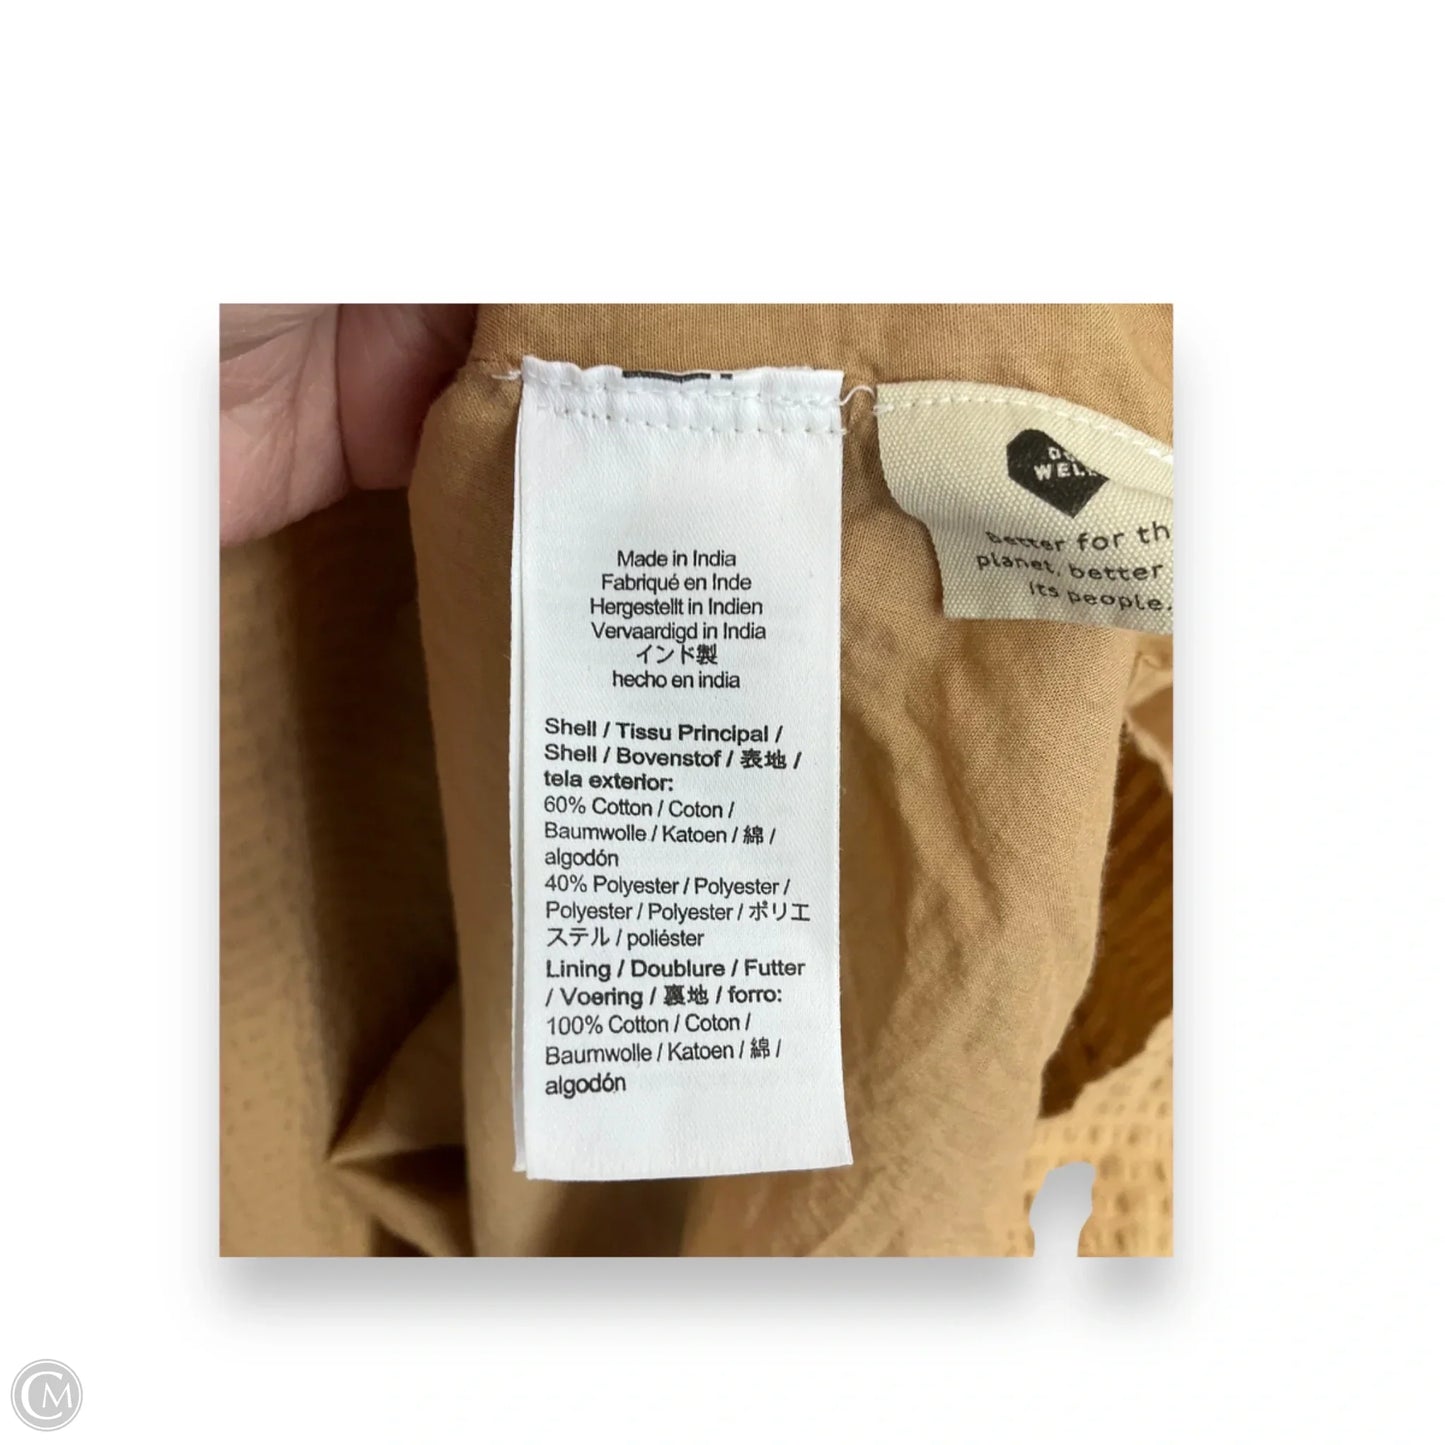 Made in India
Fabriqué en Inde
Hergestellt in Indien
Vervaardigd in India
インド製
hecho en india
Shell / Tissu Principal /
Shell / Bovenstof / 表地 /
tela exterior:
60% Cotton / Coton /
Baumwolle / Katoen / 綿 /
algodón
40% Polyester / Polyester /
Polyester / Polyester / ポリエ
ステル / poliéster
Lining / Doublure / Futter
/ Voering / 裏地 / forro:
100% Cotton / Coton /
Baumwolle / Katoen / 綿 /
algodón
WELL
better for th
planet, better
its people.
CM